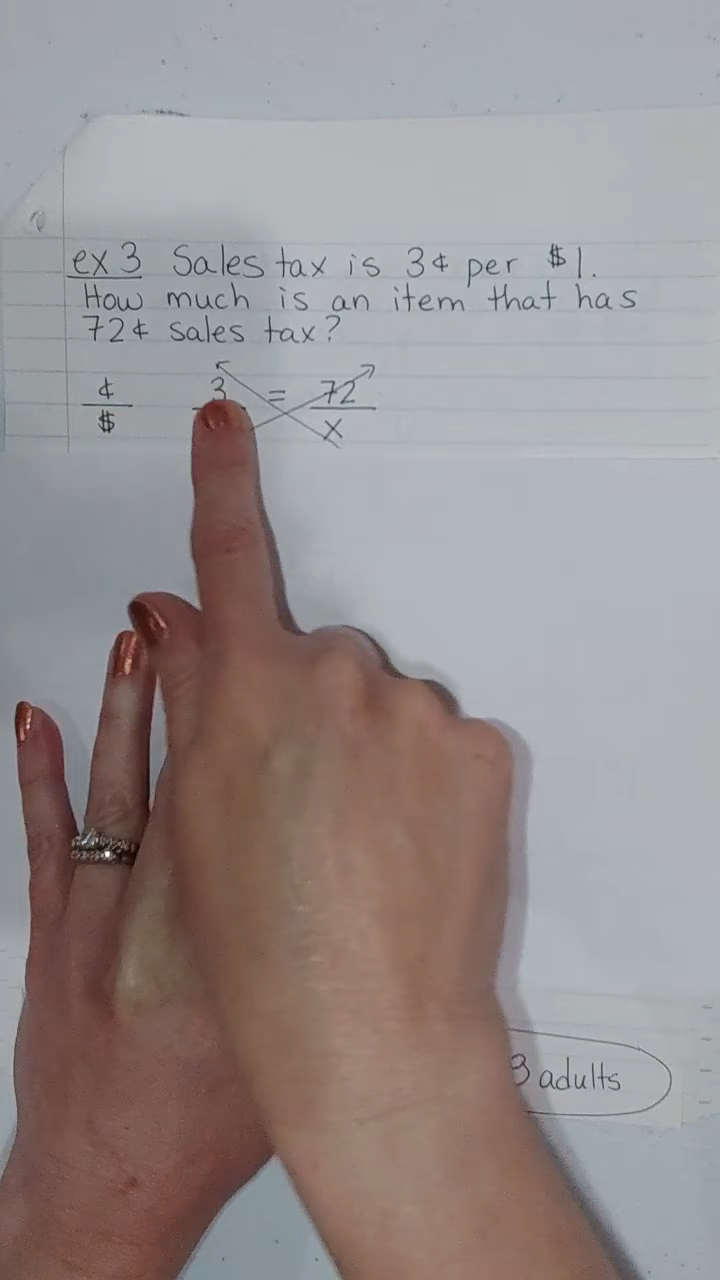 ex 3 Sales tax is 3¢ per $1.
How much is an item that has
72¢ sales tax?
¢ 3 = 72
$ x
adults